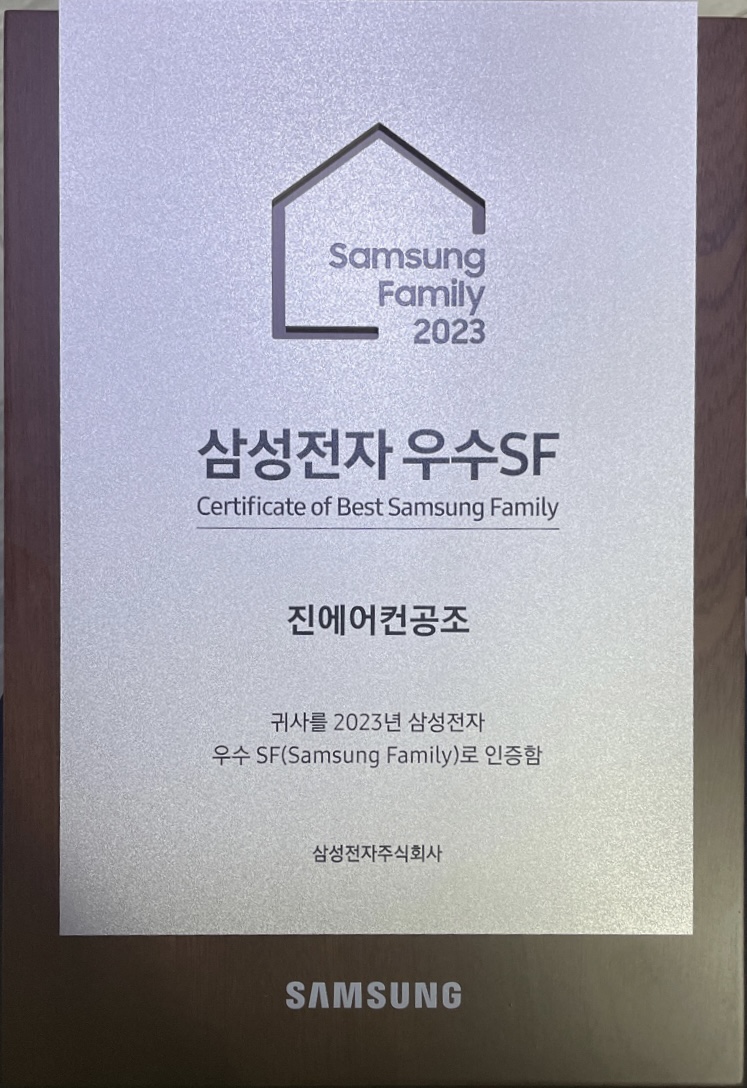 Samsung
Family
2023
삼성전자 우수SF
Certificate of Best Samsung Family
진에어컨공조
귀사를 2023년 삼성전자
우수 SF(Samsung Family)로 인증함
삼성전자주식회사
SAMSUNG